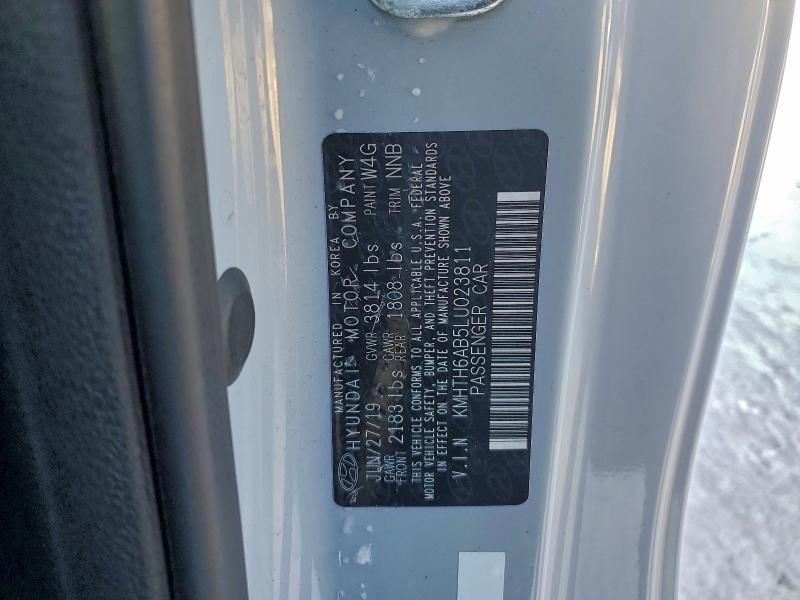 MANUFACTURED IN KOREA BY
HYUNDAI MOTOR COMPANY
JUN/27/19 GVWR 3814 lbs PAINT W4G
GAWR FRONT 2183 lbs GAWR REAR 1808 lbs TRIM NNB
THIS VEHICLE CONFORMS TO ALL APPLICABLE U.S.A. FEDERAL
MOTOR VEHICLE SAFETY, BUMPER, AND THEFT PREVENTION STANDARDS
IN EFFECT ON THE DATE OF MANUFACTURE SHOWN ABOVE
V.I.N KMHTH6AB5LU023811
PASSENGER CAR